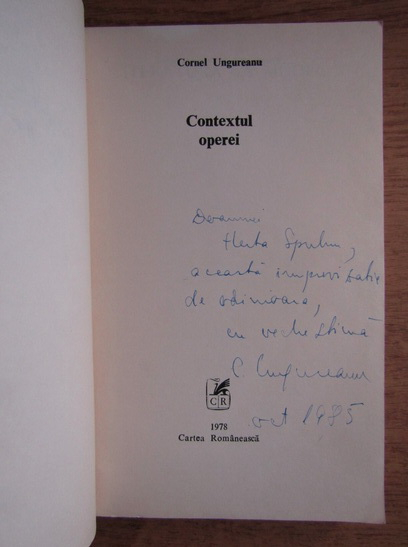 Cornel Ungureanu
Contextul
operei
Doamnei
Herta Spuhn,
această improvizație
de odinioara,
cu veche stimă
C Ungureanu
oct 1985
CR
1978
Cartea Românească